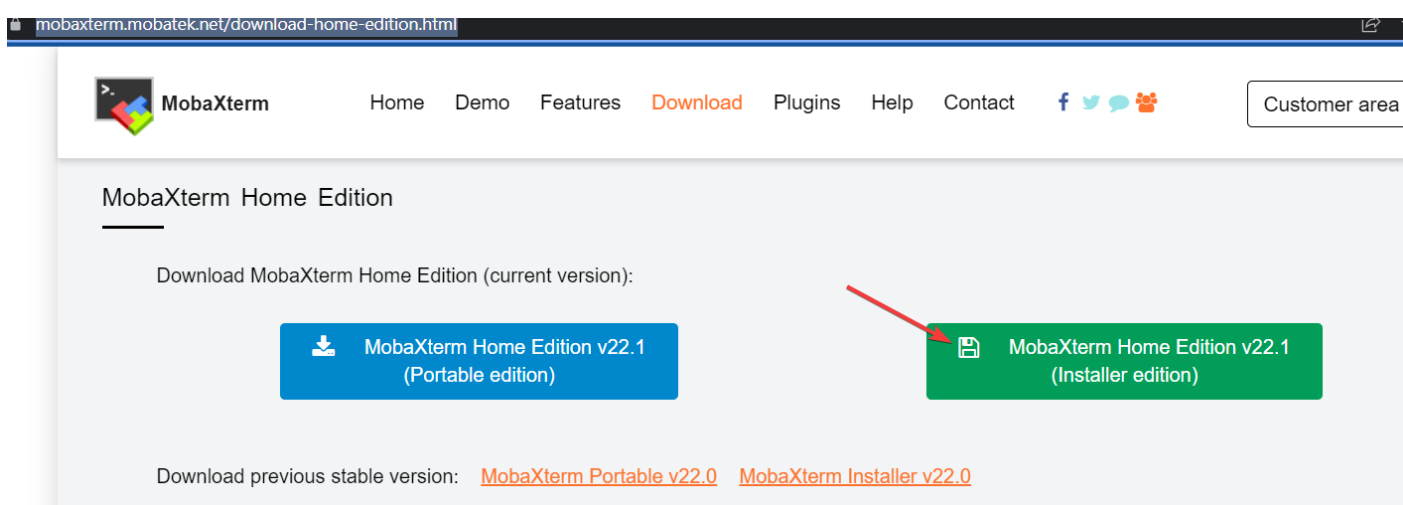 mobaxterm.mobatek.net/download-home-edition.html
MobaXterm Home Demo Features Download Plugins Help Contact Customer area
MobaXterm Home Edition
Download MobaXterm Home Edition (current version):
MobaXterm Home Edition v22.1
(Portable edition)
MobaXterm Home Edition v22.1
(Installer edition)
Download previous stable version: MobaXterm Portable v22.0 MobaXterm Installer v22.0